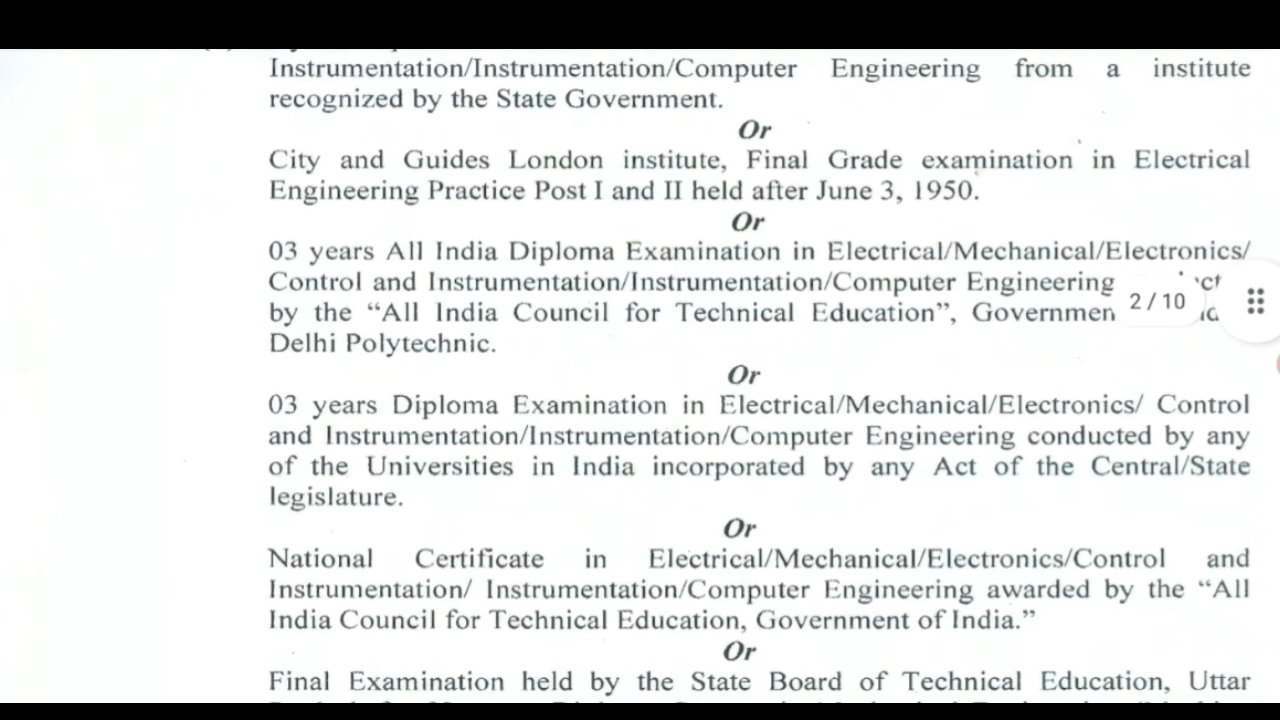 Instrumentation/Instrumentation/Computer Engineering from a institute
recognized by the State Government.
Or
City and Guides London institute, Final Grade examination in Electrical
Engineering Practice Post I and II held after June 3, 1950.
Or
03 years All India Diploma Examination in Electrical/Mechanical/Electronics/
Control and Instrumentation/Instrumentation/Computer Engineering
2 / 10
by the “All India Council for Technical Education”,
Delhi Polytechnic.
Or
03 years Diploma Examination in Electrical/Mechanical/Electronics/ Control
and Instrumentation/Instrumentation/Computer Engineering conducted by any
of the Universities in India incorporated by any Act of the Central/State
legislature.
Or
National Certificate in Electrical/Mechanical/Electronics/Control and
Instrumentation/ Instrumentation/Computer Engineering awarded by the “All
India Council for Technical Education, Government of India.”
Or
Final Examination held by the State Board of Technical Education, Uttar